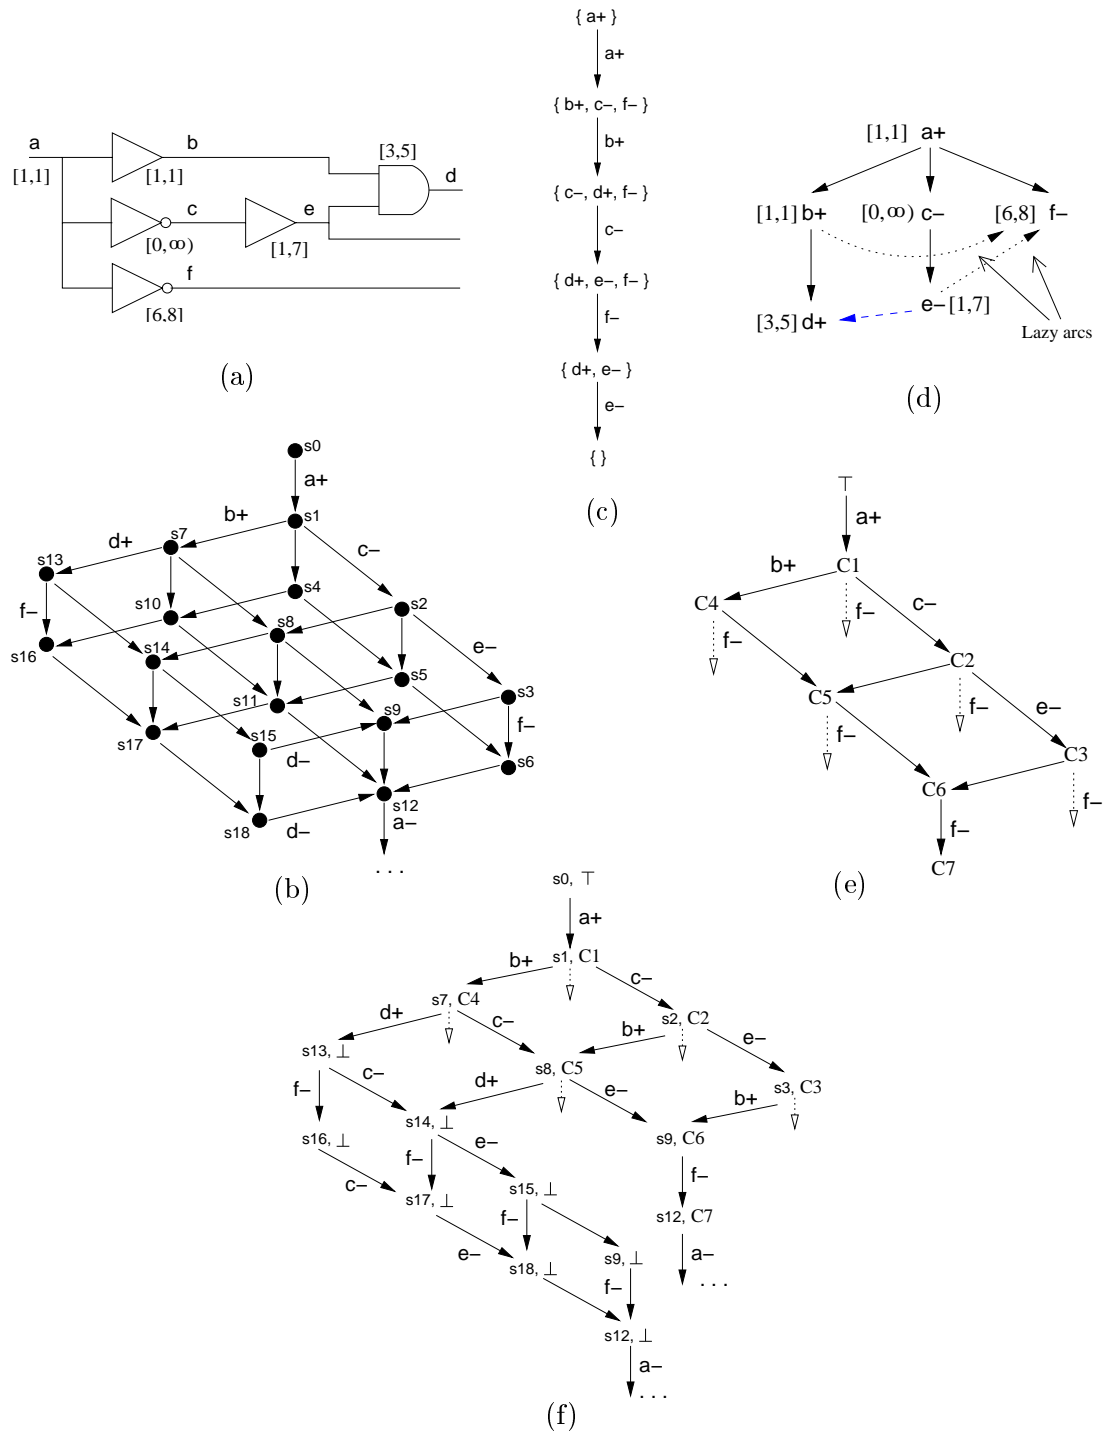 a
[1,1]
b
[1,1]
[3,5]
d
c
[0,∞)
e
[1,7]
f
[6,8]
(a)
{ a+ }
a+
{ b+, c−, f− }
b+
{ c−, d+, f− }
c−
{ d+, e−, f− }
f−
{ d+, e− }
e−
{ }
(c)
[1,1] a+
[1,1] b+
[0,∞) c−
[6,8] f−
[3,5] d+
e− [1,7]
Lazy arcs
(d)
s0
a+
s1
b+
s7
d+
s13
c−
s4
s2
s10
s8
f−
s16
s14
e−
s5
s3
s11
s9
f−
s17
s15
d−
s6
s12
s18
d−
a−
. . .
(b)
⊤
a+
C1
b+
C4
f−
c−
f−
C2
C5
f−
e−
f−
C3
C6
f−
f−
C7
(e)
s0, ⊤
a+
s1, C1
b+
c−
s7, C4
s2, C2
d+
c−
b+
e−
s13, ⊥
s8, C5
s3, C3
f−
c−
d+
e−
b+
s14, ⊥
s16, ⊥
s9, C6
f−
e−
f−
c−
s17, ⊥
s15, ⊥
s12, C7
f−
e−
a−
s18, ⊥
s9, ⊥
. . .
f−
s12, ⊥
a−
. . .
(f)